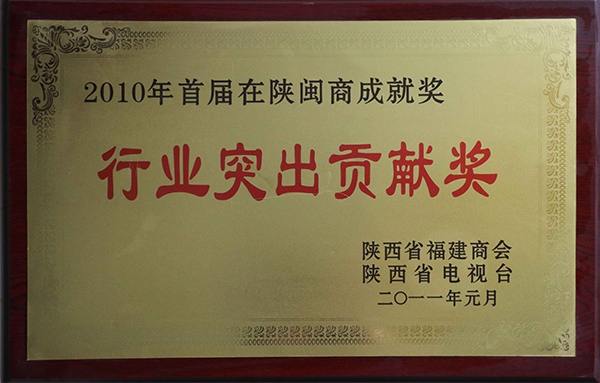 2010年首届在陕闽商成就奖
行业突出贡献奖
陕西省福建商会
陕西省电视台
二〇一一年元月